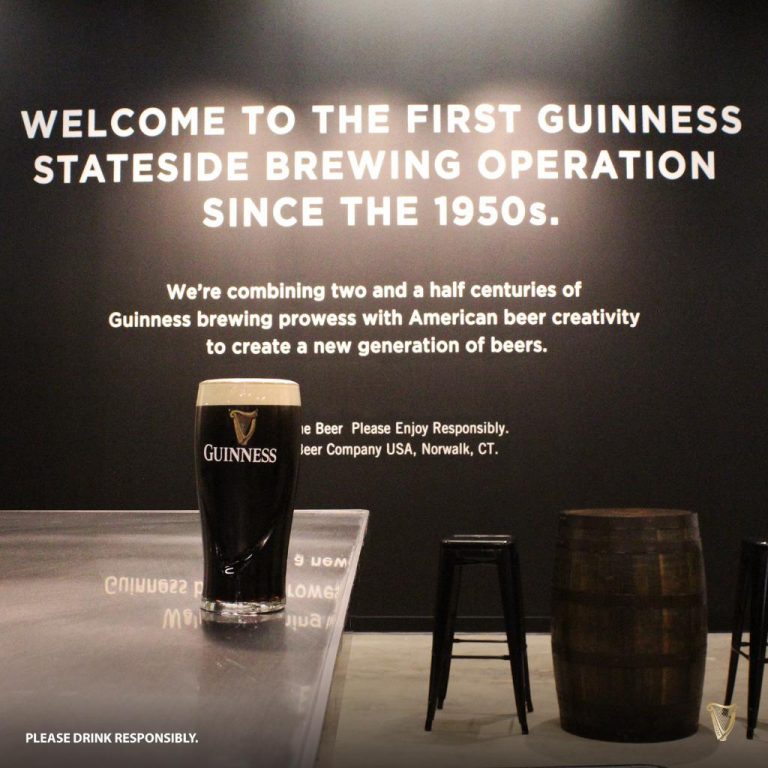 WELCOME TO THE FIRST GUINNESS
STATESIDE BREWING OPERATION
SINCE THE 1950s.
We're combining two and a half centuries of
Guinness brewing prowess with American beer creativity
to create a new generation of beers.
Beer Please Enjoy Responsibly.
Beer Company USA, Norwalk, CT.
GUINNESS
PLEASE DRINK RESPONSIBLY.